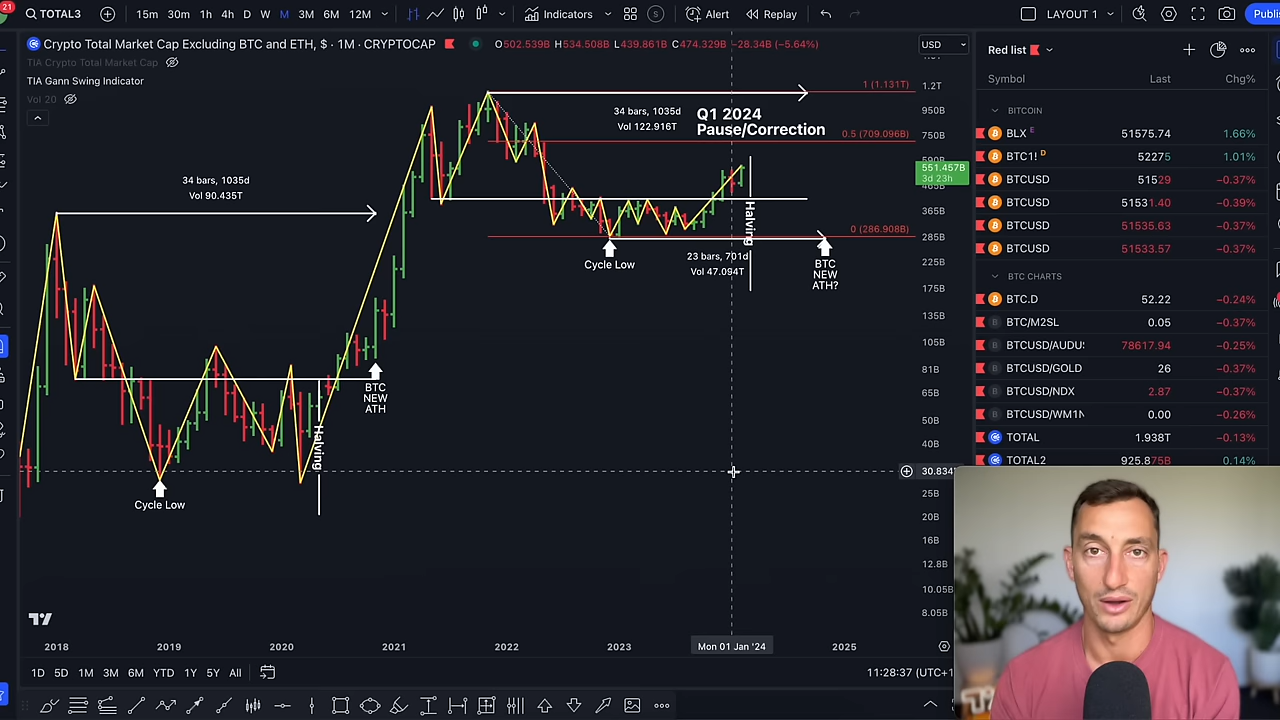 21
TOTAL3
15m 30m 1h 4h D W M 3M 6M 12M
Indicators
S
Alert
Replay
LAYOUT 1
Publi
Crypto Total Market Cap Excluding BTC and ETH, $ · 1M · CRYPTOCAP
O502.539B H534.508B L439.861B C474.329B −28.34B (−5.64%)
USD
TIA Crypto Total Market Cap
TIA Gann Swing Indicator
Vol 20
1 (1.131T)
34 bars, 1035d
Vol 122.916T
Q1 2024
Pause/Correction
0.5 (709.096B)
34 bars, 1035d
Vol 90.435T
Halving
0 (286.908B)
Cycle Low
23 bars, 701d
Vol 47.094T
BTC
NEW
ATH?
BTC
NEW
ATH
Halving
Cycle Low
1.2T
950B
750B
551.457B
3d 23h
365B
285B
225B
175B
135B
105B
81B
65B
50B
40B
30.834
25B
20B
16B
12.8B
10.05B
8.05B
2018 2019 2020 2021 2022 2023 Mon 01 Jan '24 2025
1D 5D 1M 3M 6M YTD 1Y 5Y All
11:28:37 (UTC+1
Red list
Symbol Last Chg%
BITCOIN
BLX E 51575.74 1.66%
BTC1! D 52275 1.01%
BTCUSD 51529 −0.37%
BTCUSD 51531.40 −0.39%
BTCUSD 51535.63 −0.37%
BTCUSD 51533.57 −0.37%
BTC CHARTS
BTC.D 52.22 −0.24%
BTC/M2SL 0.05 −0.37%
BTCUSD/AUDU 78617.94 −0.25%
BTCUSD/GOLD 26 −0.37%
BTCUSD/NDX 2.87 −0.37%
BTCUSD/WM1N 0.00 −0.26%
TOTAL 1.938T −0.13%
TOTAL2 925.875B 0.14%